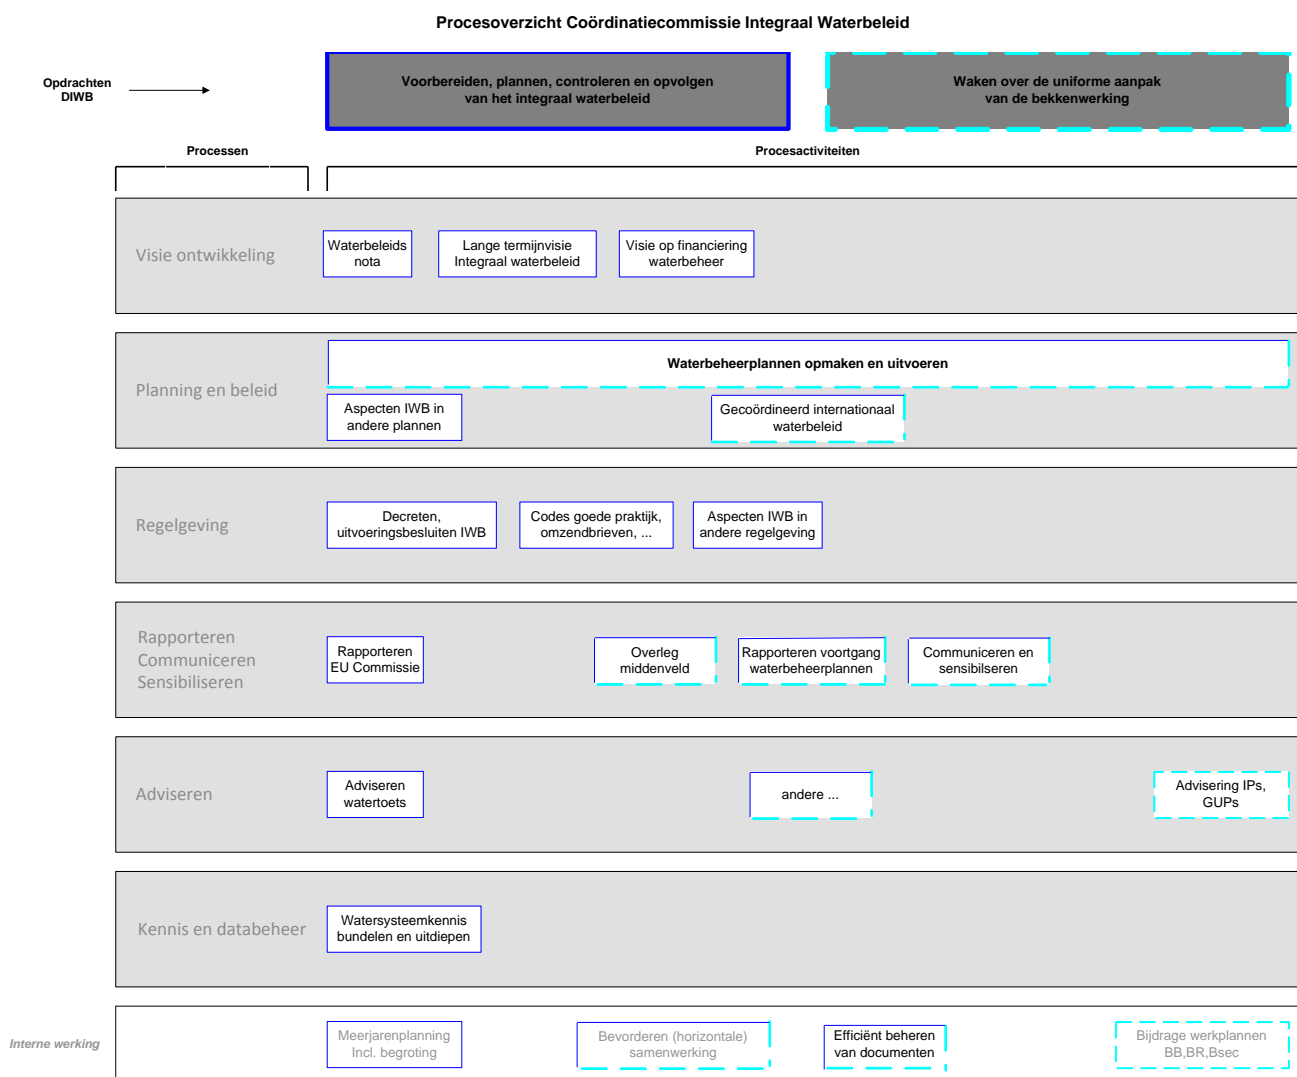 Procesoverzicht Coördinatiecommissie Integraal Waterbeleid
Opdrachten
DIWB
Voorbereiden, plannen, controleren en opvolgen
van het integraal waterbeleid
Waken over de uniforme aanpak
van de bekkenwerking
Processen
Procesactiviteiten
Visie ontwikkeling
Waterbeleids
nota
Lange termijnvisie
Integraal waterbeleid
Visie op financiering
waterbeheer
Planning en beleid
Waterbeheerplannen opmaken en uitvoeren
Aspecten IWB in
andere plannen
Gecoördineerd internationaal
waterbeleid
Regelgeving
Decreten,
uitvoeringsbesluiten IWB
Codes goede praktijk,
omzendbrieven, ...
Aspecten IWB in
andere regelgeving
Rapporteren
Communiceren
Sensibiliseren
Rapporteren
EU Commissie
Overleg
middenveld
Rapporteren voortgang
waterbeheerplannen
Communiceren en
sensibilseren
Adviseren
Adviseren
watertoets
andere ...
Advisering IPs,
GUPs
Kennis en databeheer
Watersysteemkennis
bundelen en uitdiepen
Interne werking
Meerjarenplanning
Incl. begroting
Bevorderen (horizontale)
samenwerking
Efficiënt beheren
van documenten
Bijdrage werkplannen
BB,BR,Bsec